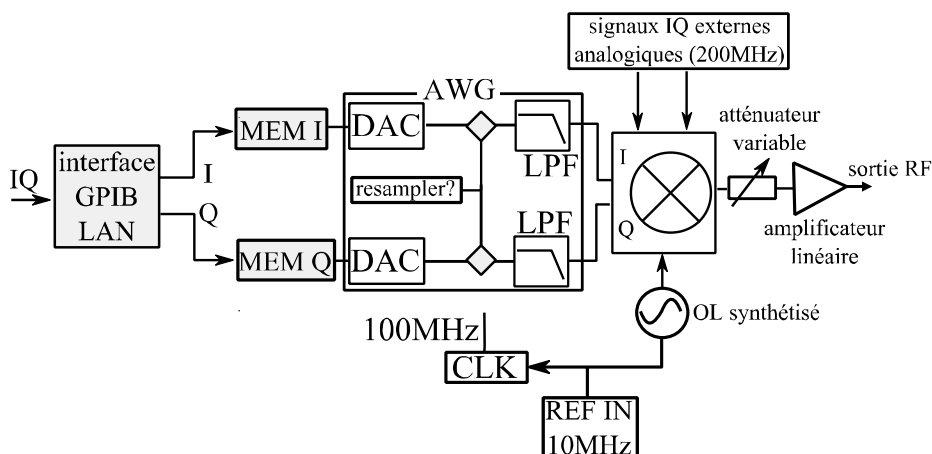 signaux IQ externes
analogiques (200MHz)
AWG
MEM I
DAC
LPF
atténuateur
variable
interface
GPIB
LAN
IQ
I
Q
resampler?
I
Q
sortie RF
MEM Q
DAC
LPF
amplificateur
linéaire
OL synthétisé
100MHz
CLK
REF IN
10MHz